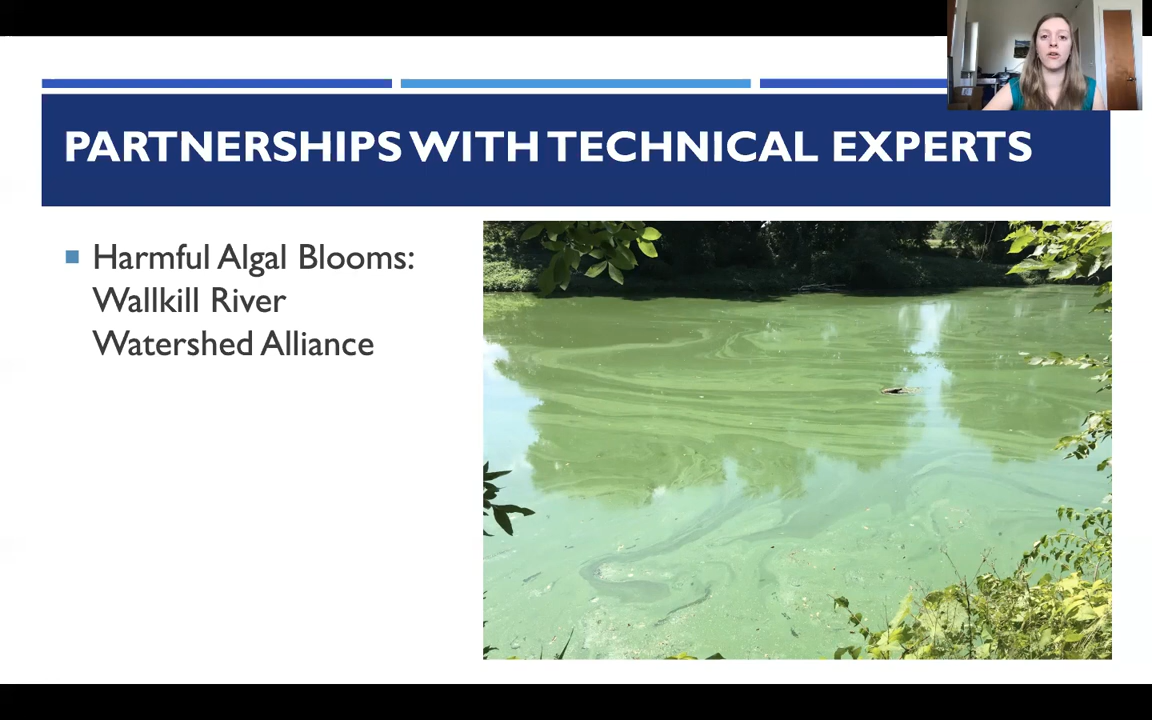 PARTNERSHIPS WITH TECHNICAL EXPERTS
Harmful Algal Blooms:
Wallkill River
Watershed Alliance